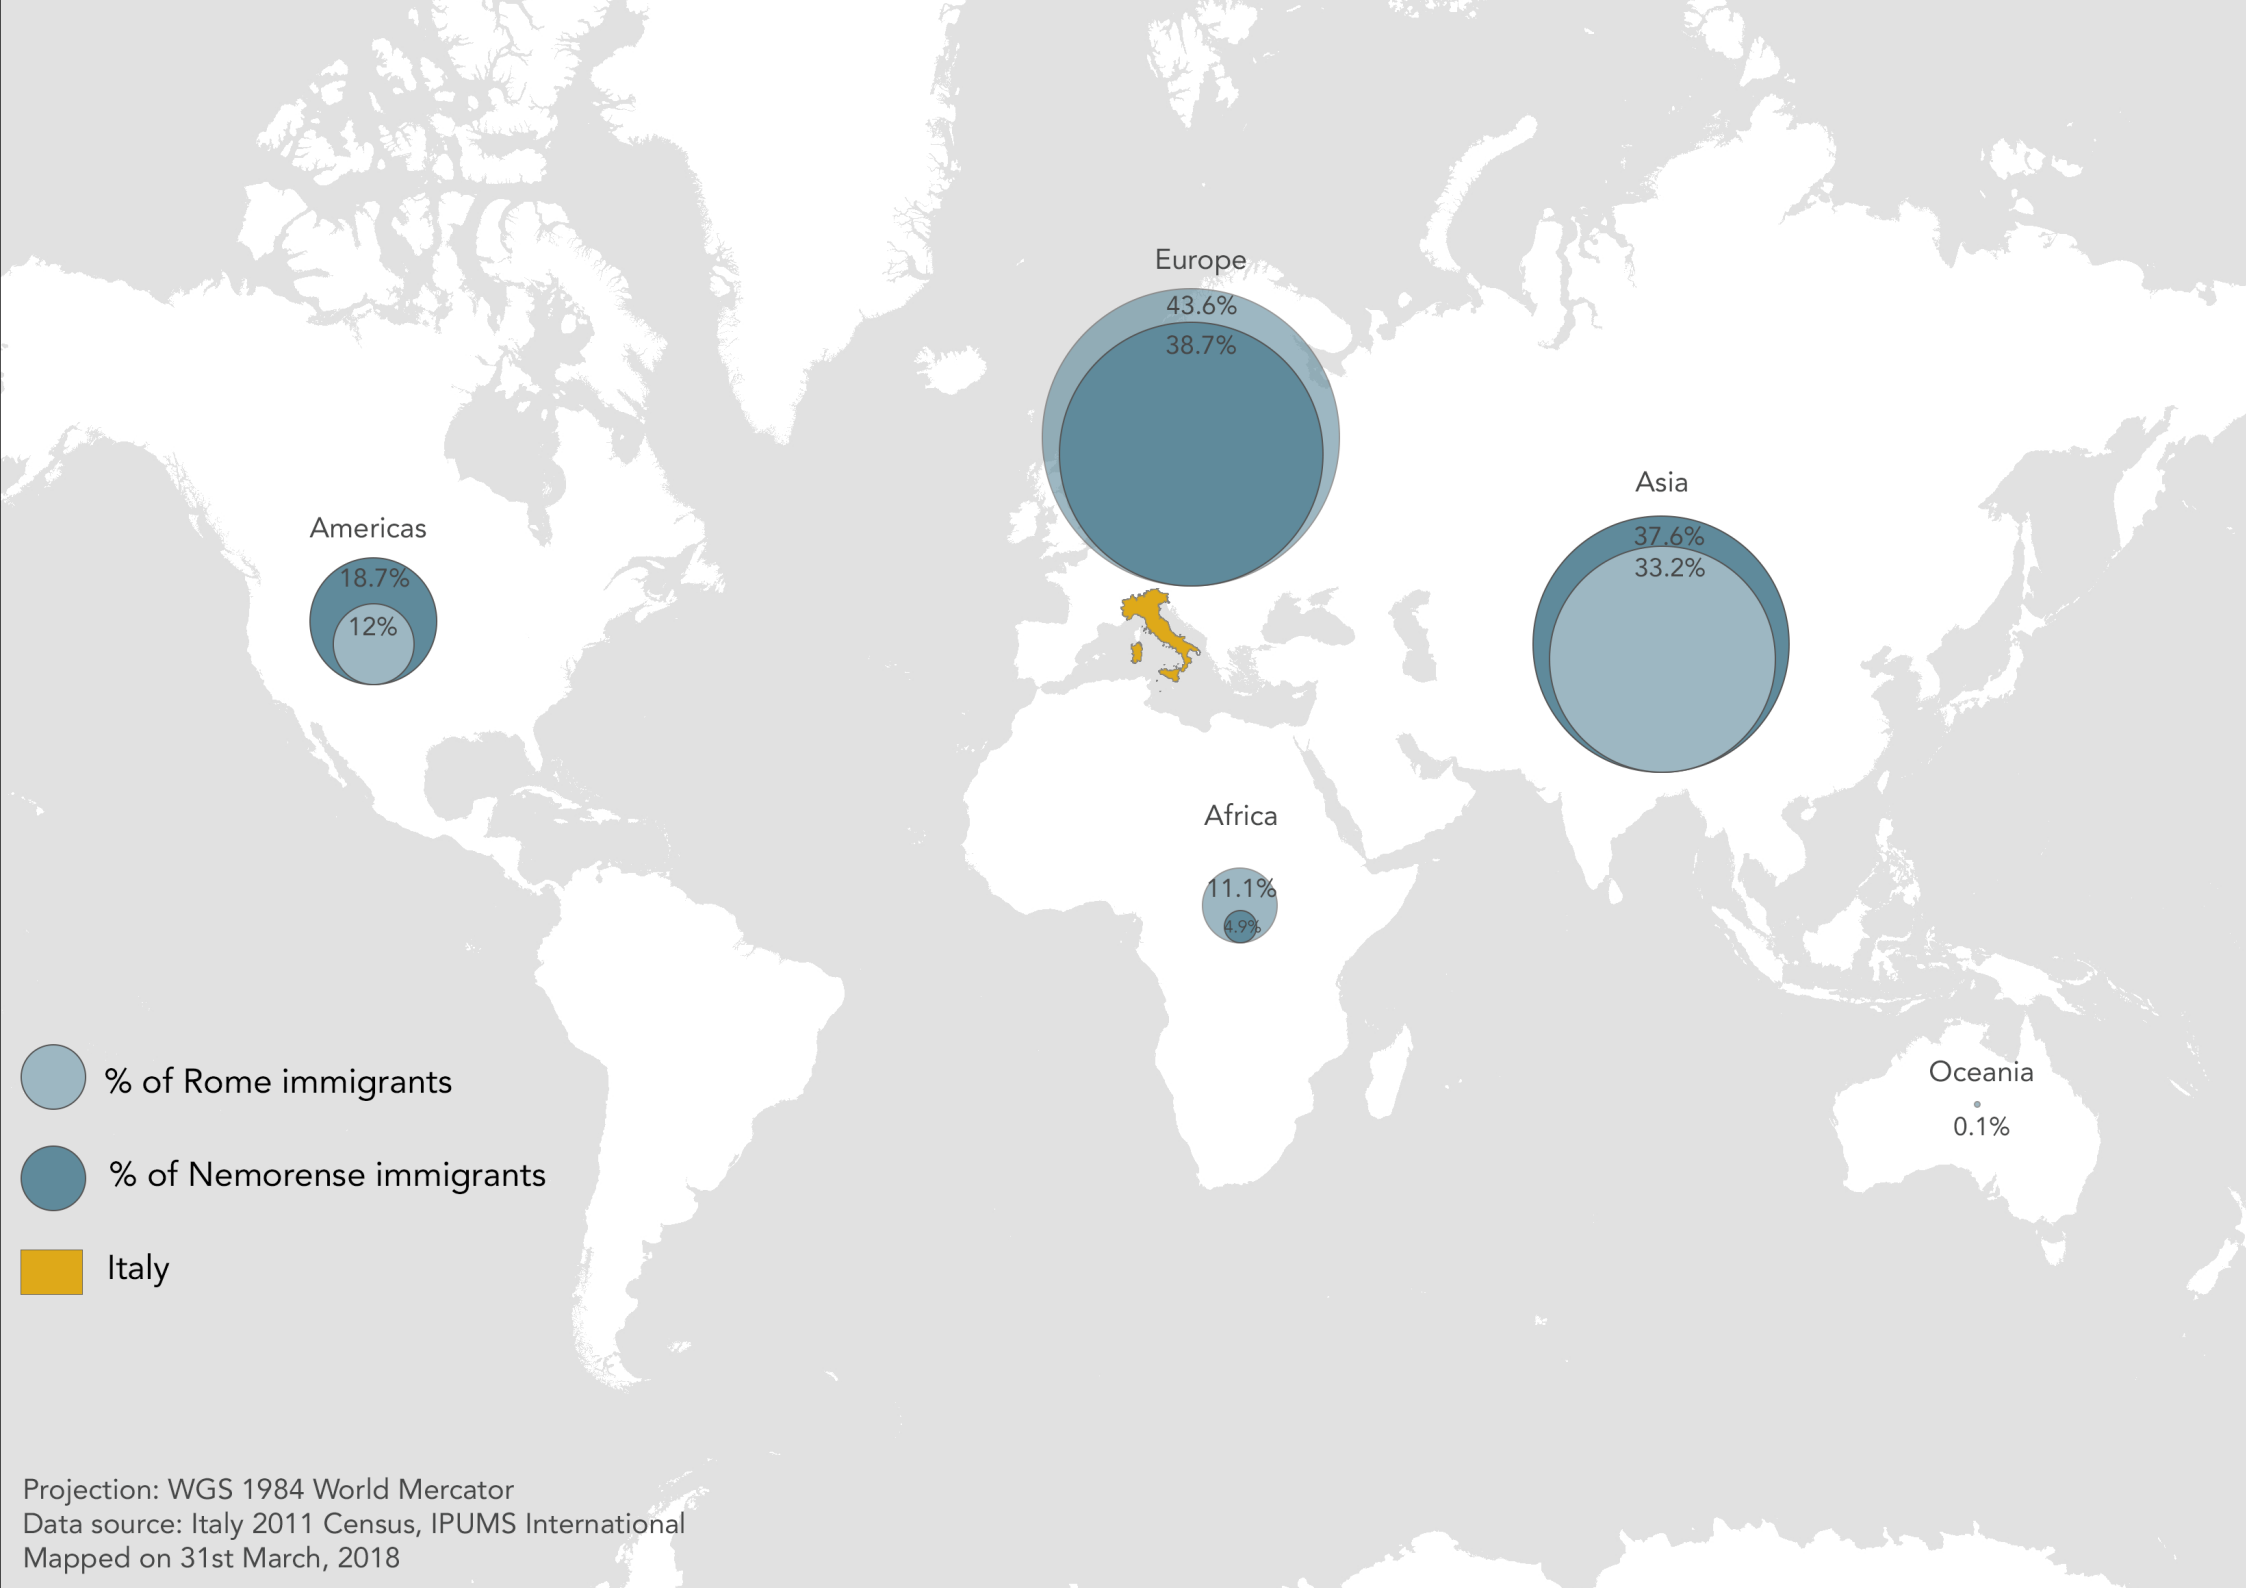 Europe
43.6%
38.7%
Asia
37.6%
33.2%
Americas
18.7%
12%
Africa
11.1%
4.9%
Oceania
0.1%
% of Rome immigrants
% of Nemorense immigrants
Italy
Projection: WGS 1984 World Mercator
Data source: Italy 2011 Census, IPUMS International
Mapped on 31st March, 2018